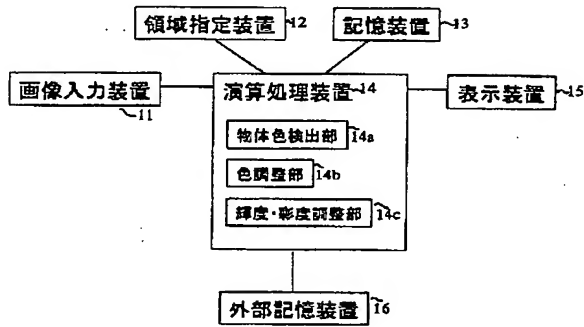 領域指定装置 12
記憶装置 13
画像入力装置 11
演算処理装置 14
表示装置 15
物体色検出部 14a
色調整部 14b
輝度・彩度調整部 14c
外部記憶装置 16